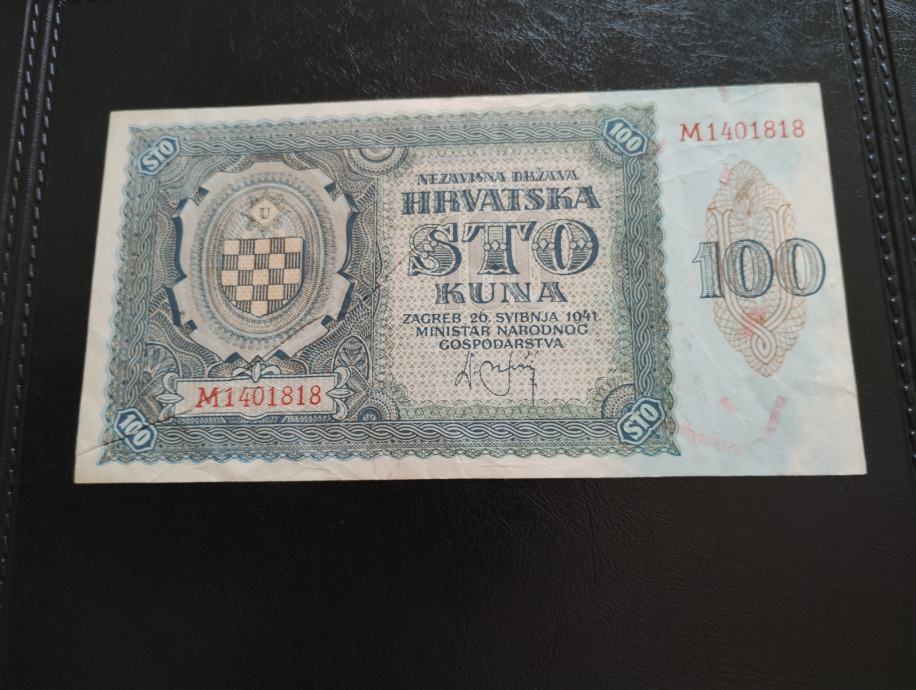 M1401818
STO
100
U
NEZAVISNA DRŽAVA
HRVATSKA
STO
KUNA
ZAGREB 26. SVIBNJA 1941.
MINISTAR NARODNOG
GOSPODARSTVA
100
M1401818
100
STO